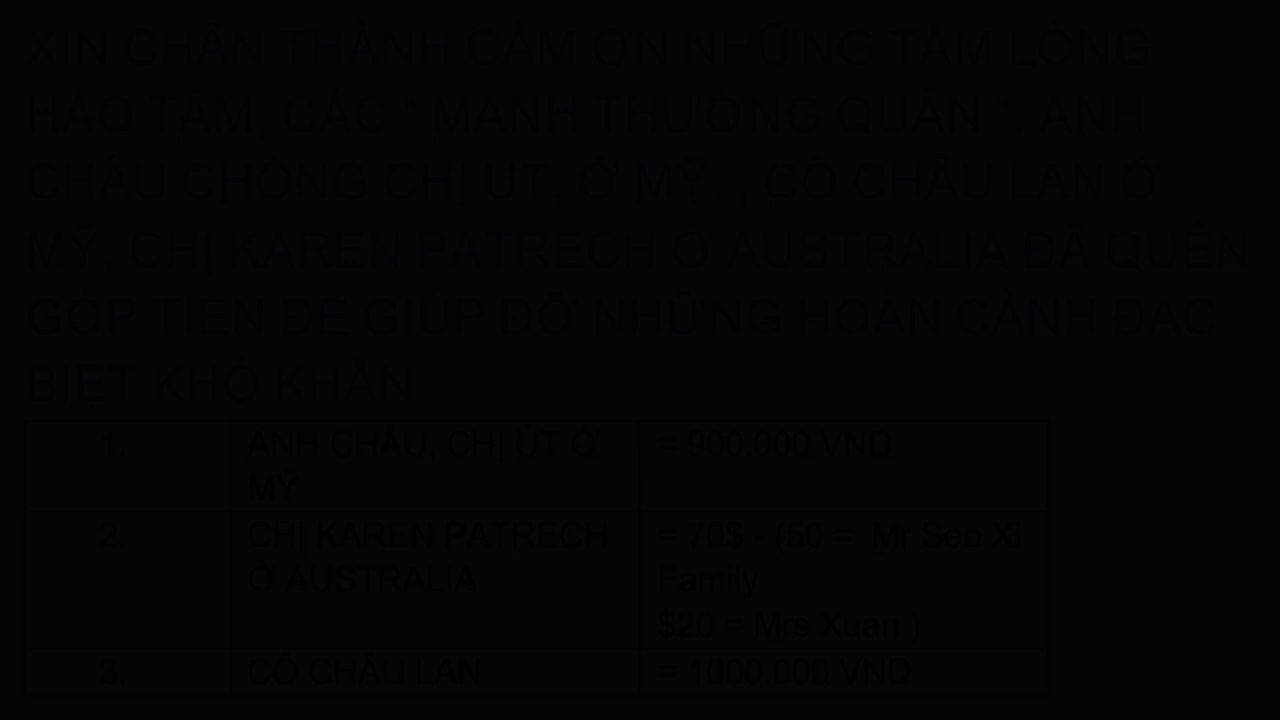 XIN CHÂN THÀNH CẢM ƠN NHỮNG TẤM LÒNG
HẢO TÂM, CÁC " MẠNH THƯỜNG QUÂN ". ANH
CHÂU CHỒNG CHỊ ÚT, Ở MỸ. , CÔ CHÂU LAN Ở
MỸ, CHỊ KAREN PATRECH Ở AUSTRALIA ĐÃ QUÊN
GÓP TIỀN ĐỂ GIÚP ĐỠ NHỮNG HOÀN CẢNH ĐẶC
BIỆT KHÓ KHĂN
1. ANH CHÂU, CHỊ ÚT Ở = 900.000 VND
MỸ
2. CHỊ KAREN PATRECH = 70$ - (50 = Mr Seo Xi
Ở AUSTRALIA Family
$20 = Mrs Xuan )
3. CÔ CHÂU LAN = 1000.000 VND